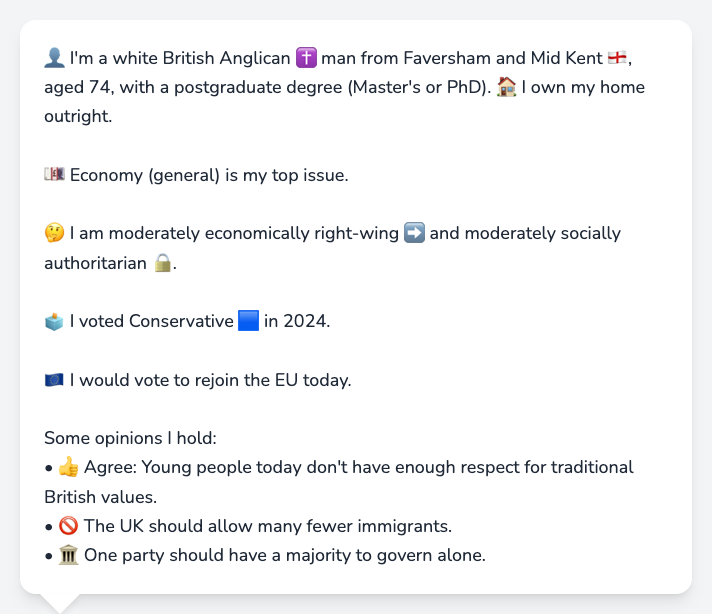 👤 I'm a white British Anglican ✝️ man from Faversham and Mid Kent 🏴󠁧󠁢󠁥󠁮󠁧󠁿,
aged 74, with a postgraduate degree (Master's or PhD). 🏠 I own my home
outright.
💷 Economy (general) is my top issue.
🤔 I am moderately economically right-wing ➡️ and moderately socially
authoritarian 🔒.
🗳️ I voted Conservative 🟦 in 2024.
🇪🇺 I would vote to rejoin the EU today.
Some opinions I hold:
• 👍 Agree: Young people today don't have enough respect for traditional
British values.
• 🚫 The UK should allow many fewer immigrants.
• 🏛️ One party should have a majority to govern alone.